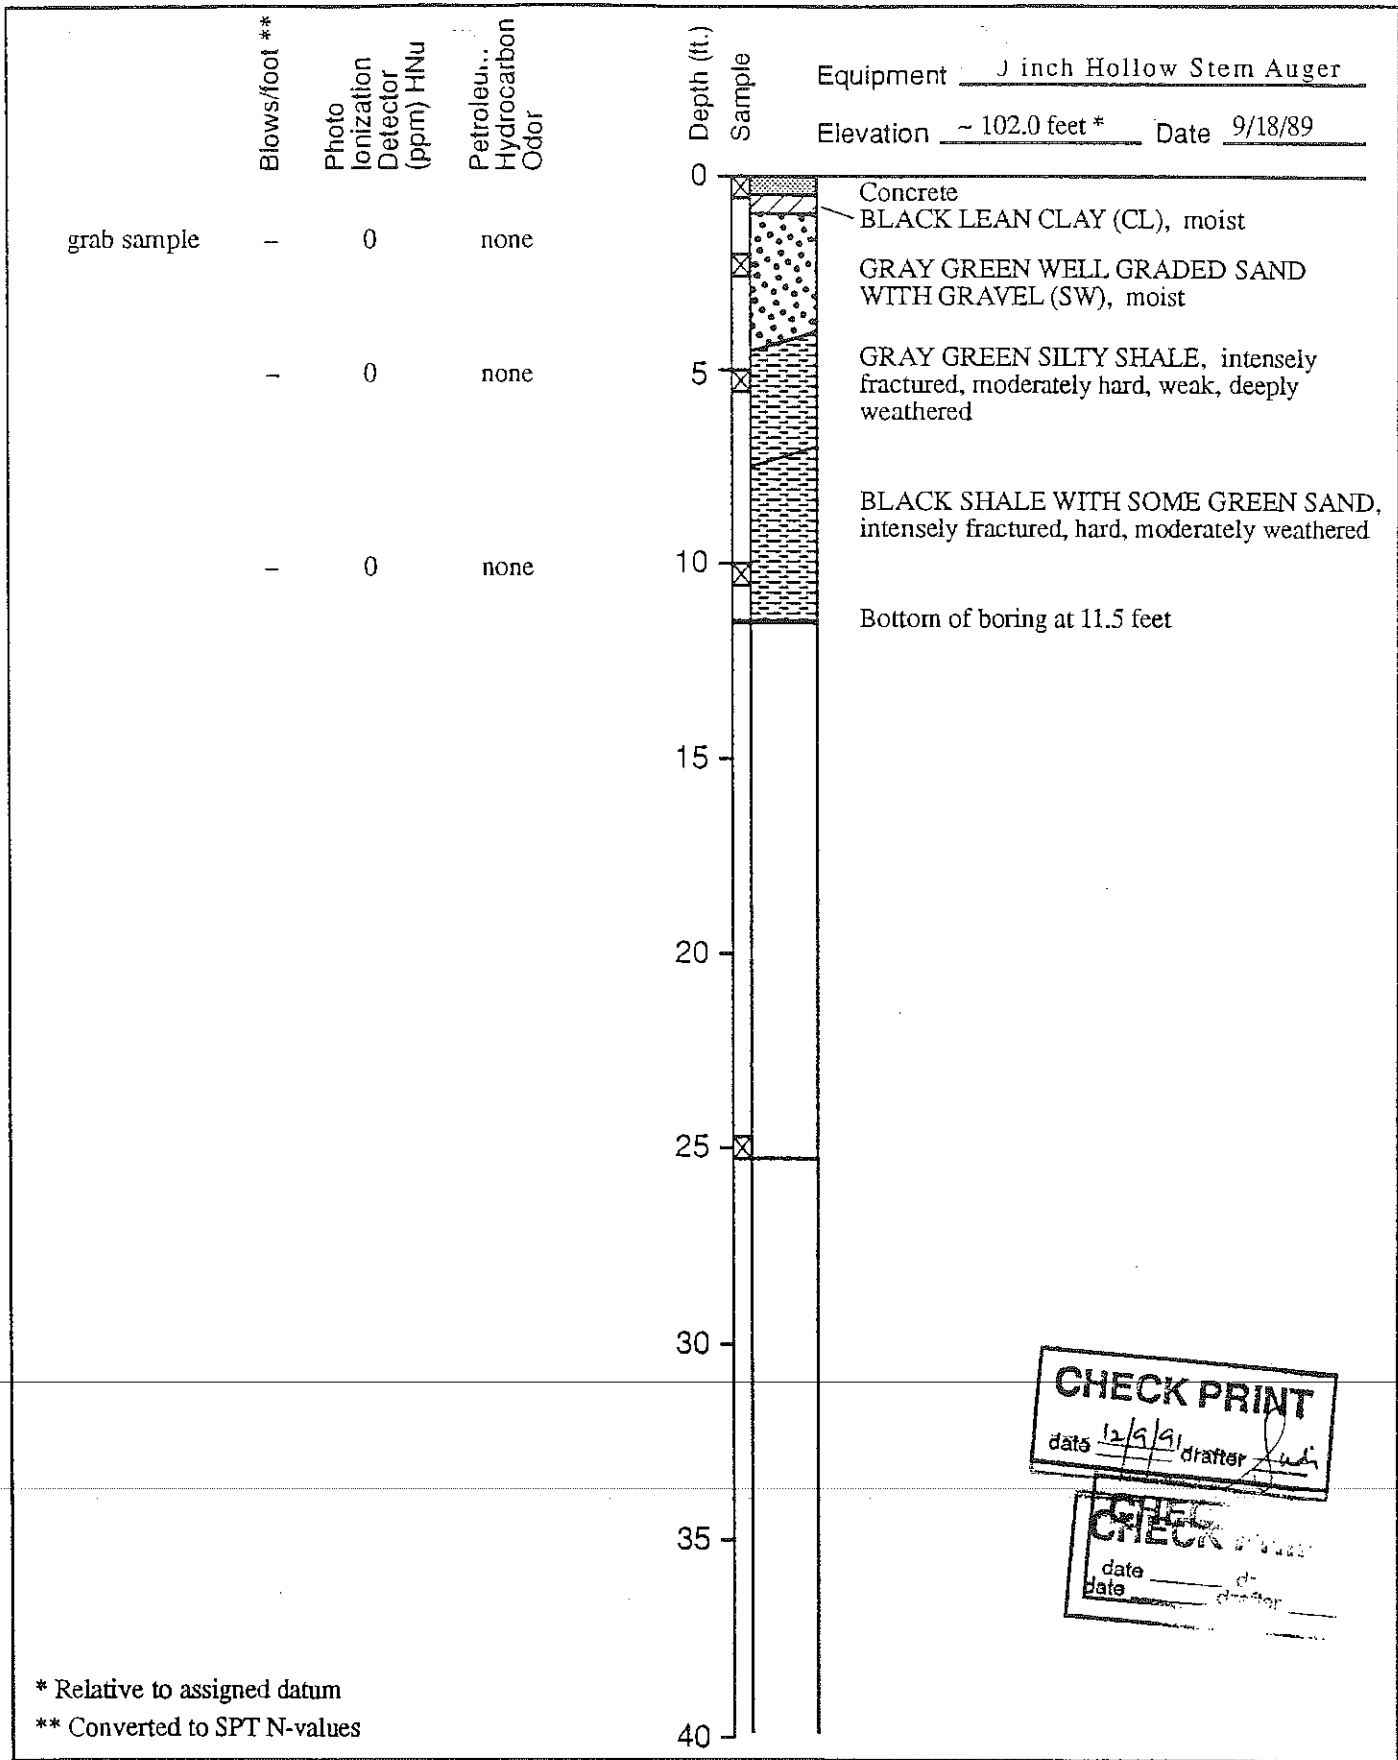 Blows/foot **
Photo
Ionization
Detector
(ppm) HNu
Hydrocarbon
Odor
Depth (ft.)
Sample
Equipment inch Hollow Stem Auger
Elevation ~ 102.0 feet * Date 9/18/89
0
Concrete
BLACK LEAN CLAY (CL), moist
grab sample – 0 none
GRAY GREEN WELL GRADED SAND
WITH GRAVEL (SW), moist
– 0 none
5
GRAY GREEN SILTY SHALE, intensely
fractured, moderately hard, weak, deeply
weathered
BLACK SHALE WITH SOME GREEN SAND,
intensely fractured, hard, moderately weathered
– 0 none
10
Bottom of boring at 11.5 feet
15
20
25
30
CHECK PRINT
date 12/9/91 drafter
35
CHEC
CHECK
date
date drafter
* Relative to assigned datum
** Converted to SPT N-values
40